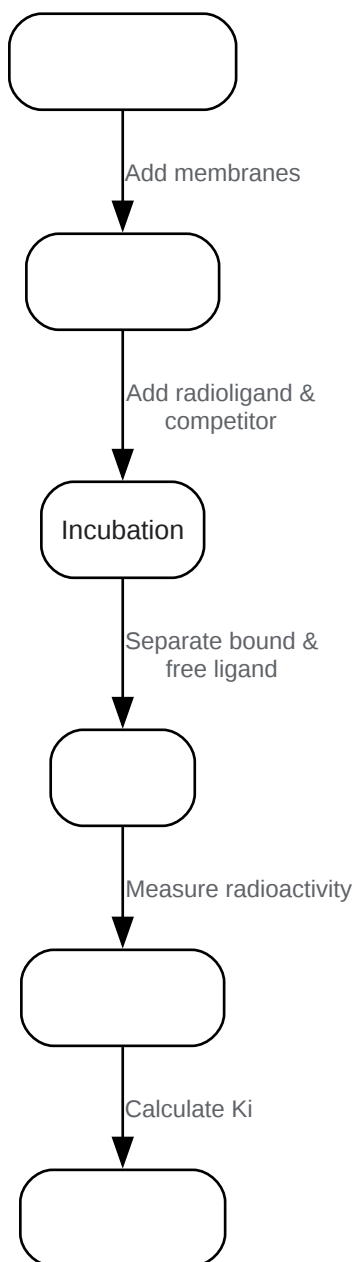 Add membranes
Add radioligand &
competitor
Incubation
Separate bound &
free ligand
Measure radioactivity
Calculate Ki